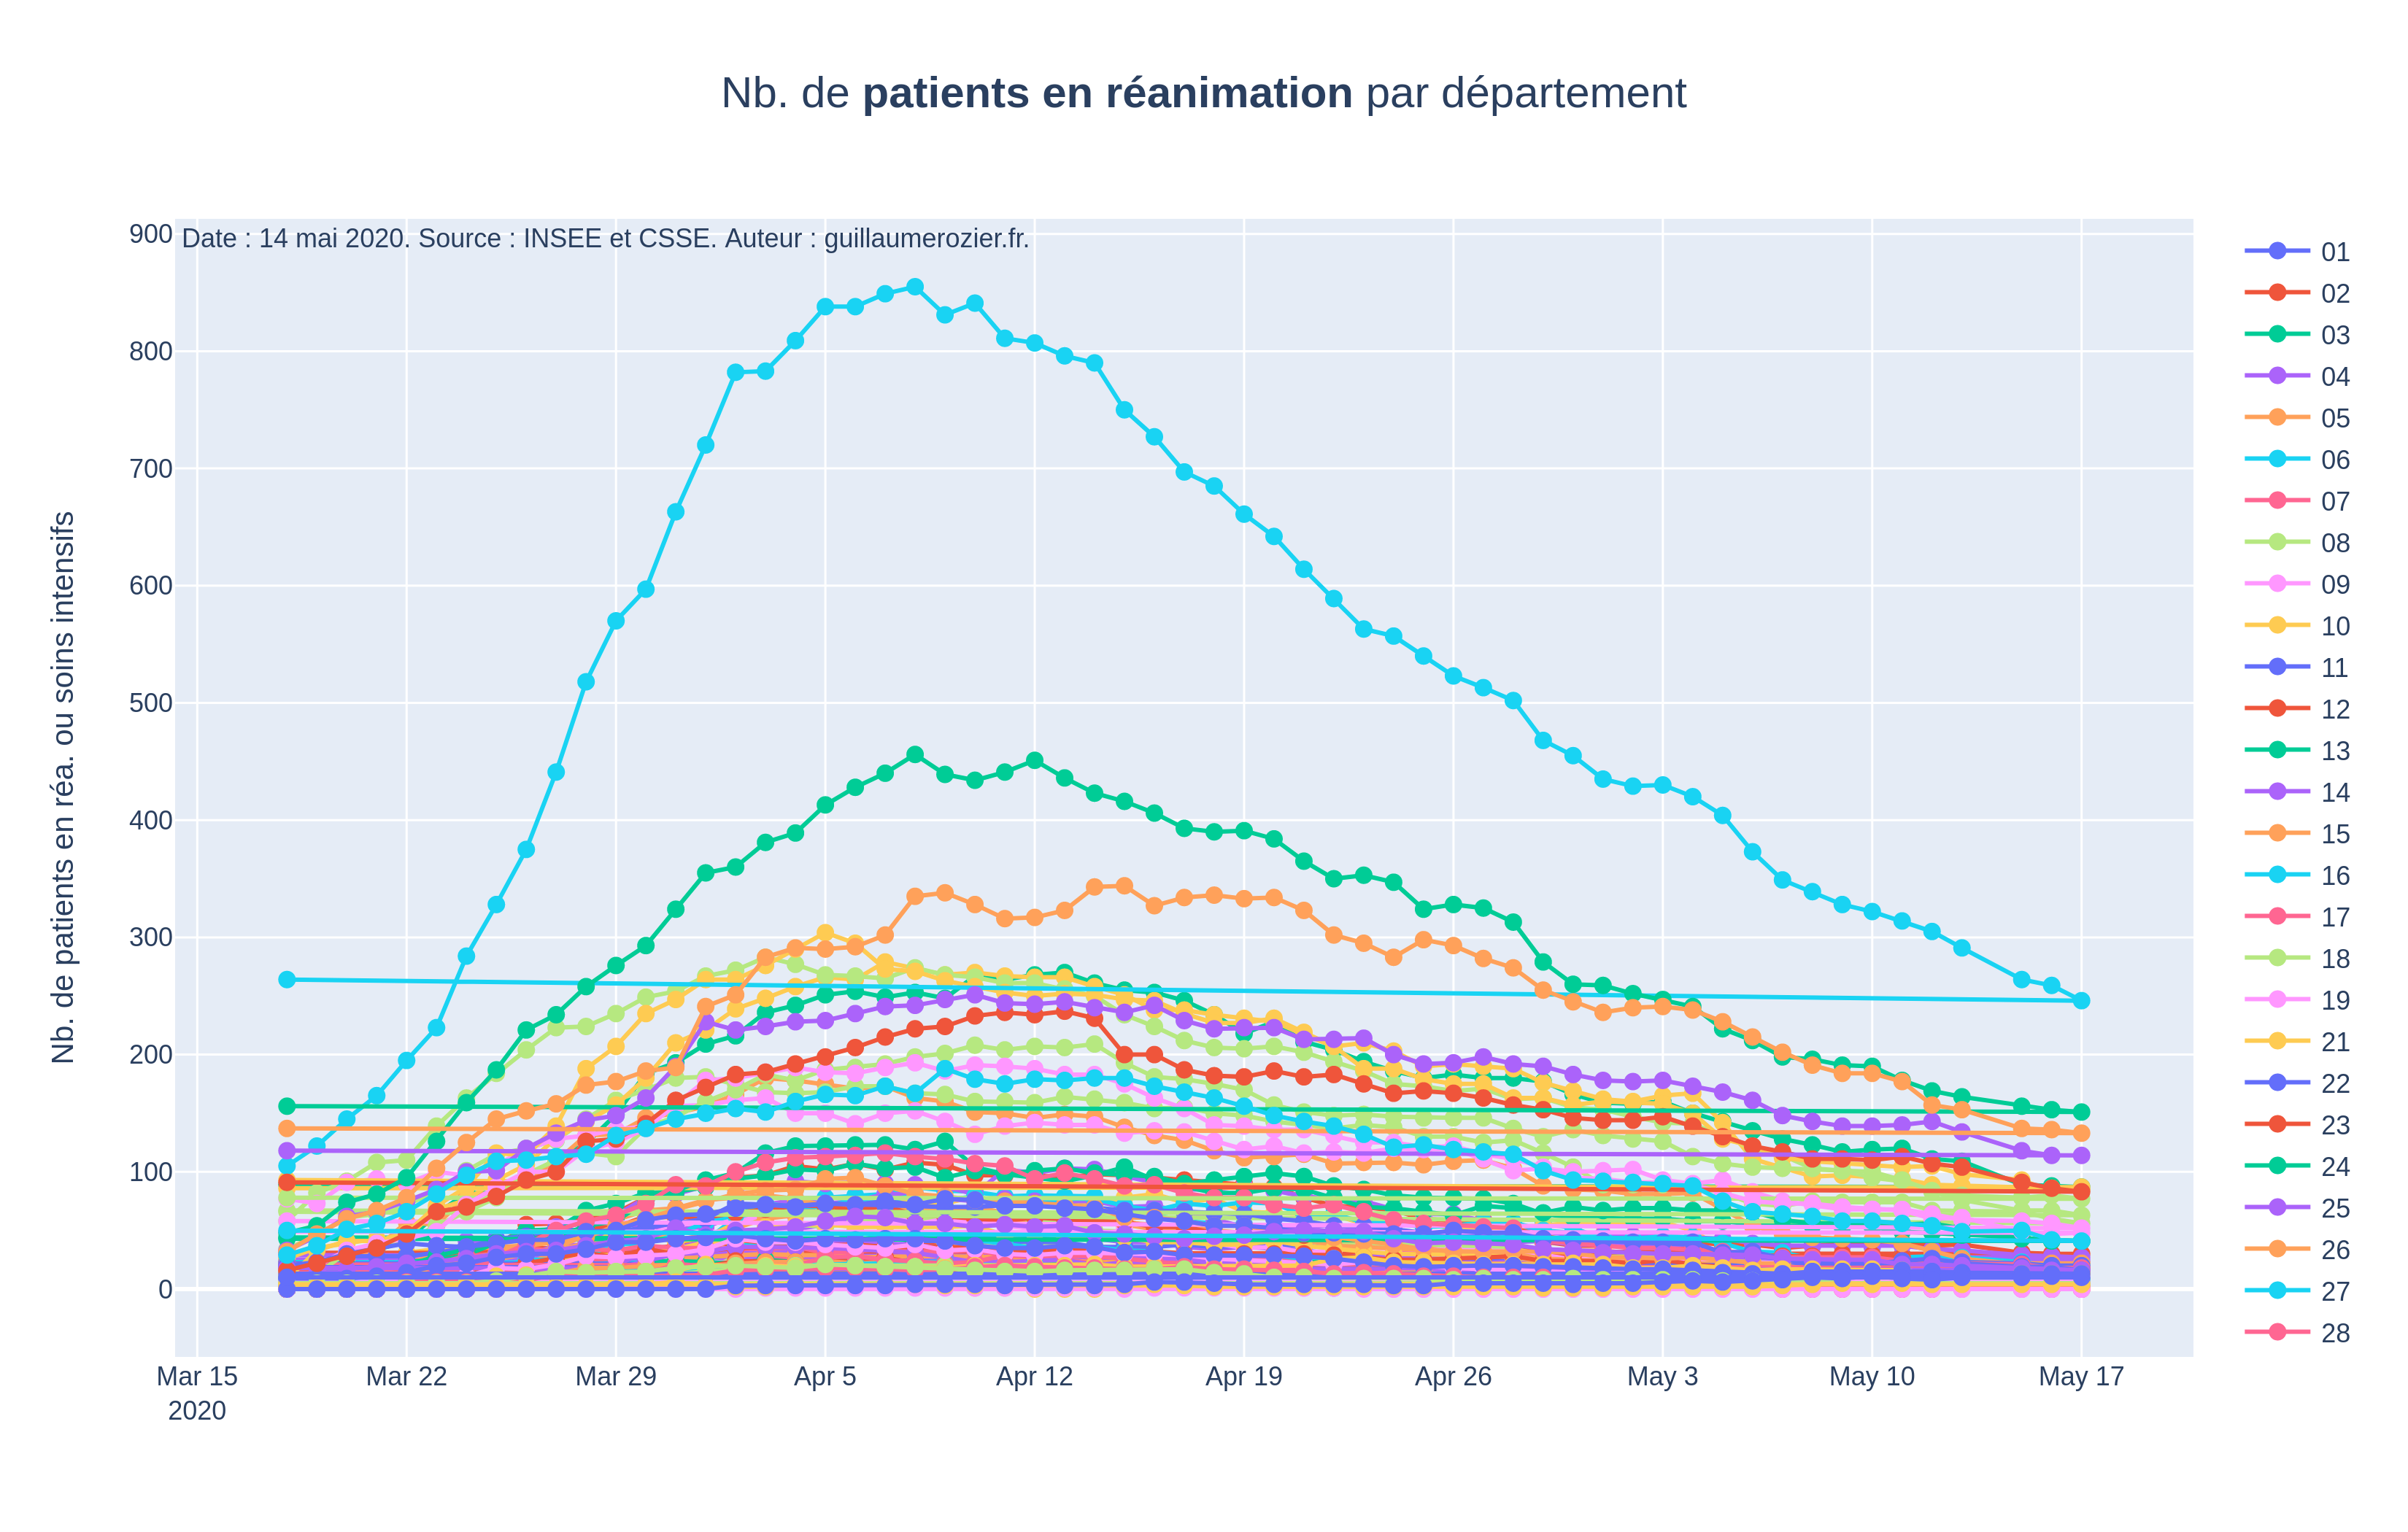 Nb. de patients en réanimation par département
Nb. de patients en réa. ou soins intensifs
Date : 14 mai 2020. Source : INSEE et CSSE. Auteur : guillaumerozier.fr.
900
800
700
600
500
400
300
200
100
0
Mar 15
2020
Mar 22
Mar 29
Apr 5
Apr 12
Apr 19
Apr 26
May 3
May 10
May 17
01
02
03
04
05
06
07
08
09
10
11
12
13
14
15
16
17
18
19
21
22
23
24
25
26
27
28